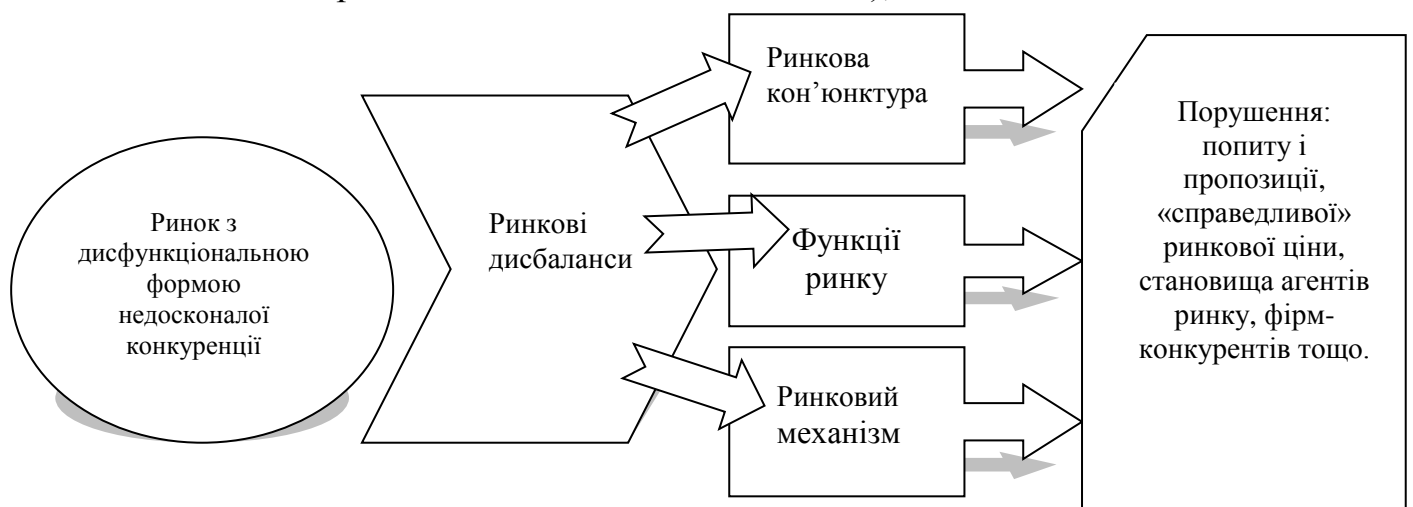 Ринок з
дисфункціональною
формою
недосконалої
конкуренції
Ринкові
дисбаланси
Ринкова
кон’юнктура
Функції
ринку
Ринковий
механізм
Порушення:
попиту і
пропозиції,
«справедливої»
ринкової ціни,
становища агентів
ринку, фірм-
конкурентів тощо.